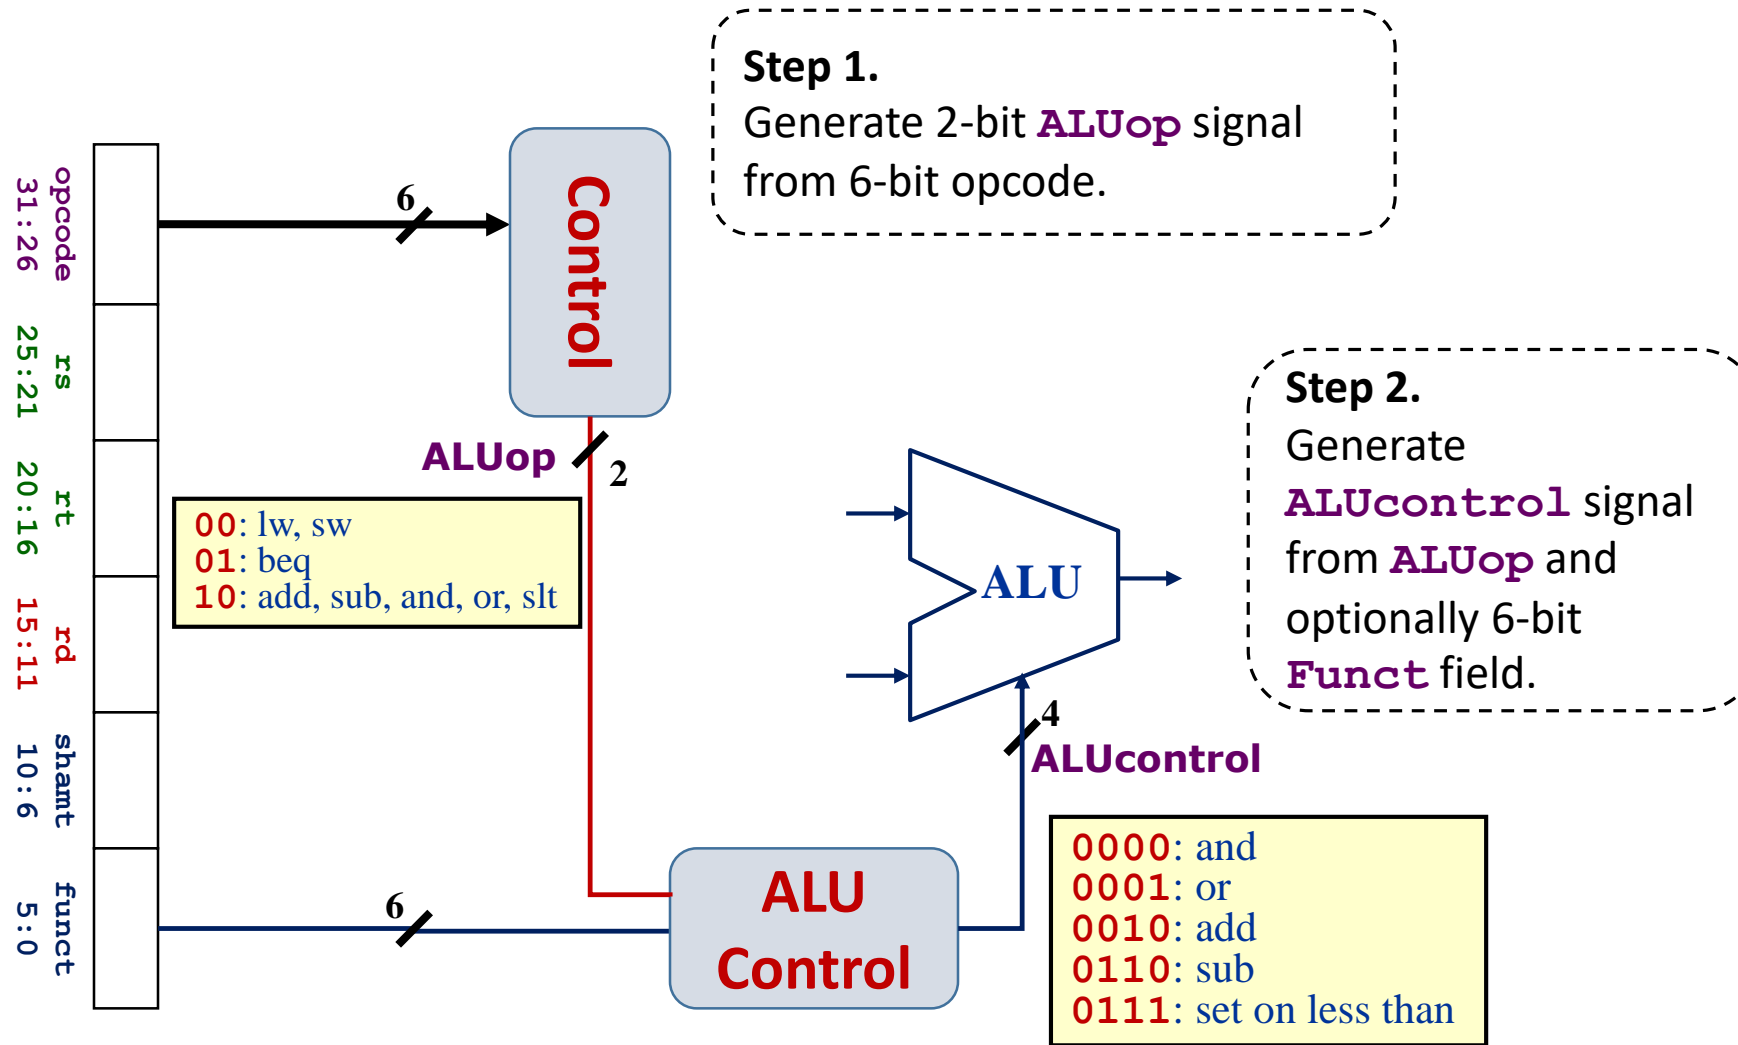 Step 1.
Generate 2-bit ALUop signal
from 6-bit opcode.
opcode
31:26
rs
25:21
rt
20:16
rd
15:11
shamt
10:6
funct
5:0
6
Control
ALUop
2
00: lw, sw
01: beq
10: add, sub, and, or, slt
ALU
Step 2.
Generate
ALUcontrol signal
from ALUop and
optionally 6-bit
Funct field.
4
ALUcontrol
6
ALU
Control
0000: and
0001: or
0010: add
0110: sub
0111: set on less than